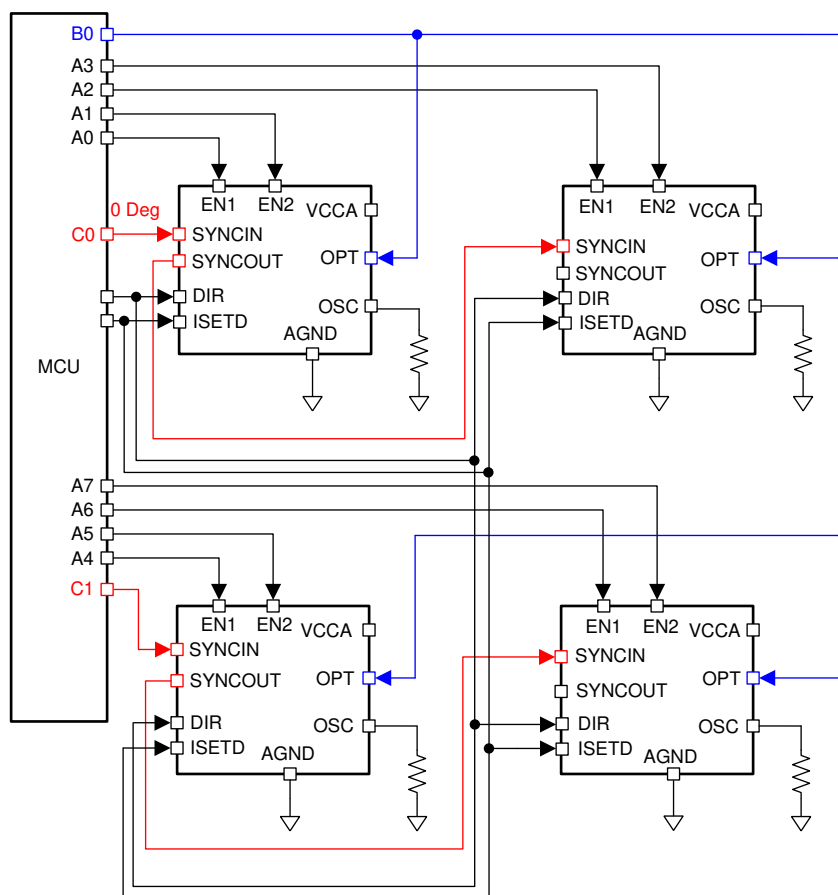 B0
A3
A2
A1
A0
0 Deg
C0
MCU
EN1 EN2
VCCA
SYNCIN
SYNCOUT
OPT
DIR
OSC
ISETD
AGND
EN1 EN2
VCCA
SYNCIN
SYNCOUT
OPT
DIR
OSC
ISETD
AGND
A7
A6
A5
A4
C1
EN1 EN2
VCCA
SYNCIN
SYNCOUT
OPT
DIR
OSC
ISETD
AGND
EN1 EN2
VCCA
SYNCIN
SYNCOUT
OPT
DIR
OSC
ISETD
AGND